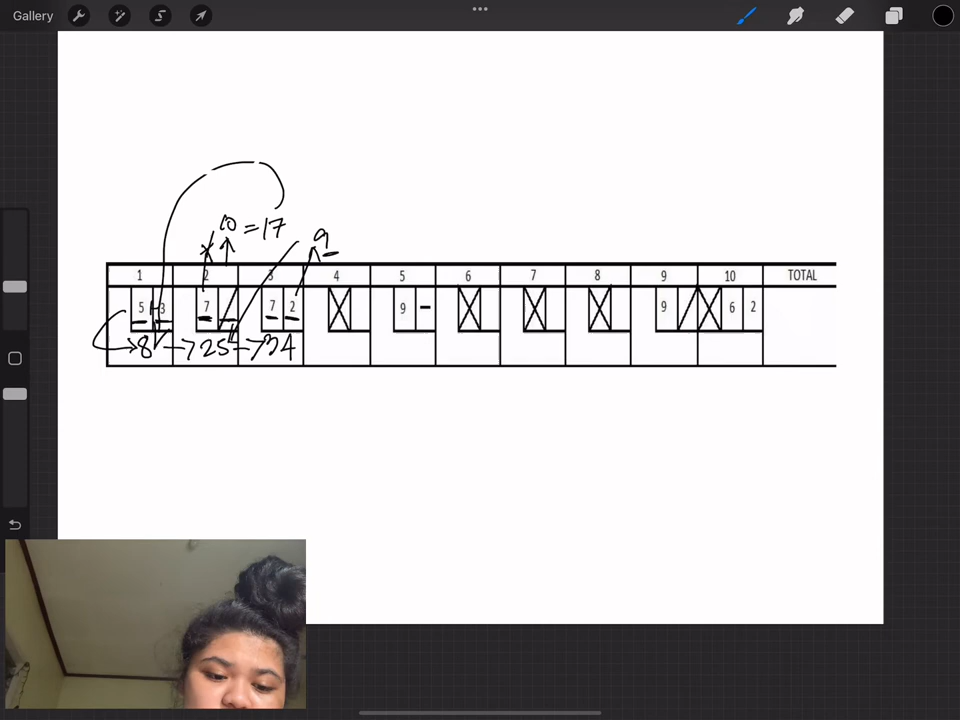 Gallery
10 = 17
9
1 2 3 4 5 6 7 8 9 10 TOTAL
5 3 7 / 7 2 X 9 - X X X 9 / X 6 2
8 → 25 → 34